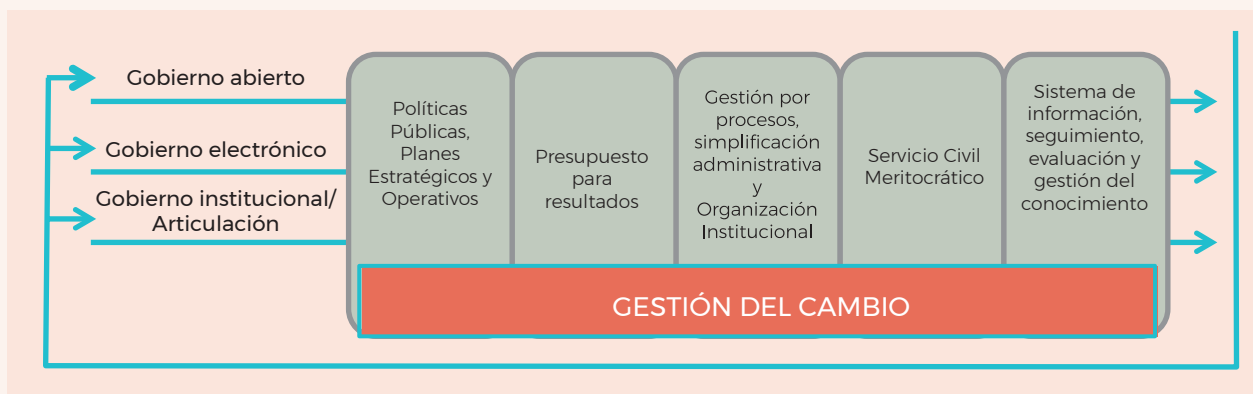 Gobierno abierto
Gobierno electrónico
Gobierno institucional/
Articulación
Políticas
Públicas,
Planes
Estratégicos y
Operativos
Presupuesto
para
resultados
Gestión por
procesos,
simplificación
administrativa
y
Organización
Institucional
Servicio Civil
Meritocrático
Sistema de
información,
seguimiento,
evaluación y
gestión del
conocimiento
GESTIÓN DEL CAMBIO